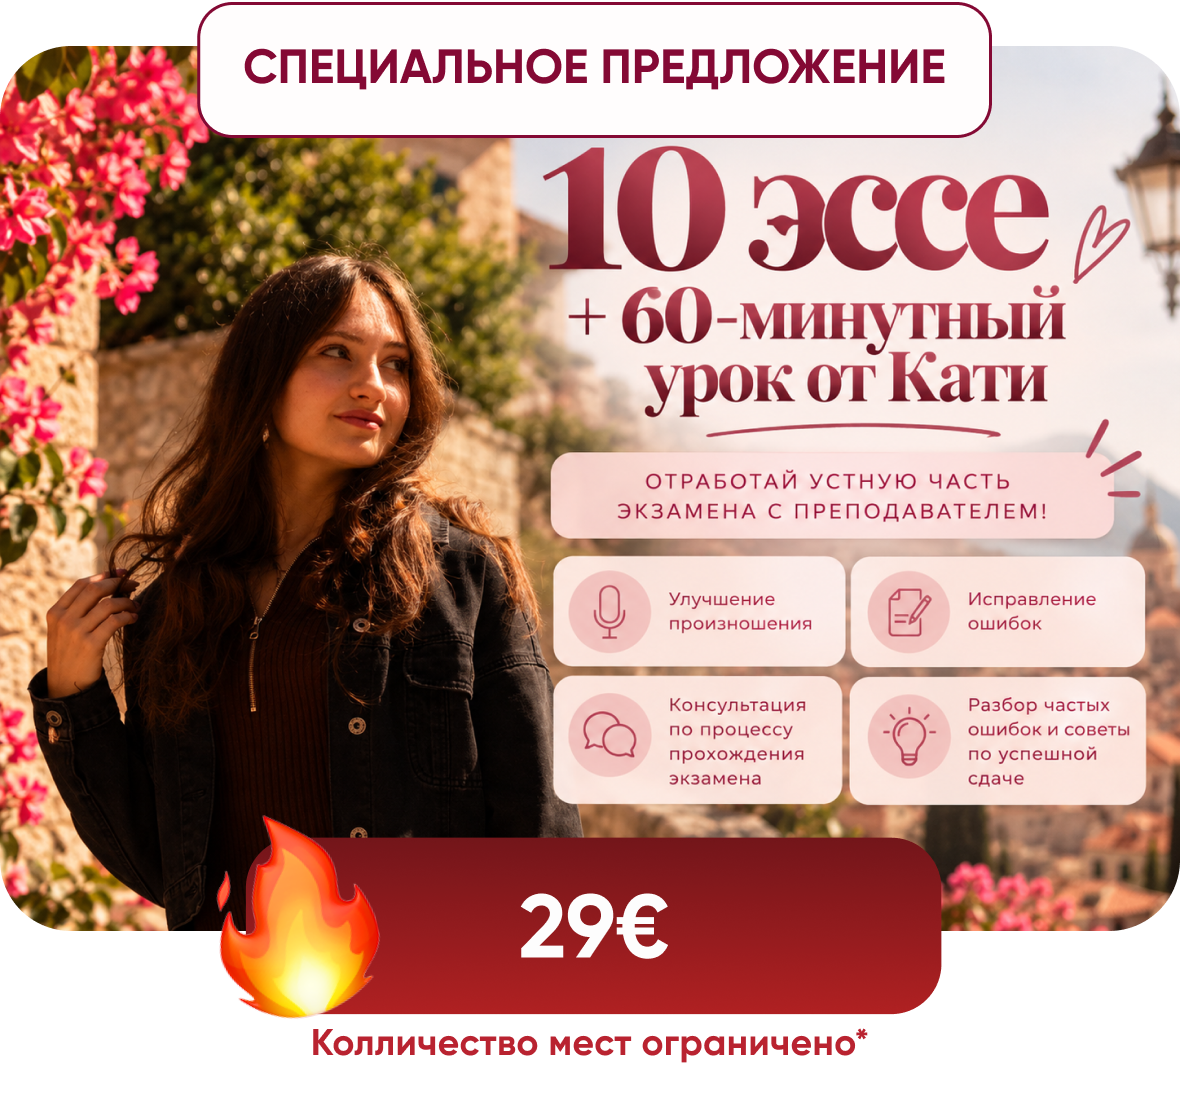 СПЕЦИАЛЬНОЕ ПРЕДЛОЖЕНИЕ
10 эссе
+ 60-минутный
урок от Кати
ОТРАБОТАЙ УСТНУЮ ЧАСТЬ
ЭКЗАМЕНА С ПРЕПОДАВАТЕЛЕМ!
Улучшение
произношения
Исправление
ошибок
Консультация
по процессу
прохождения
экзамена
Разбор частых
ошибок и советы
по успешной
сдаче
29€
Колличество мест ограничено*